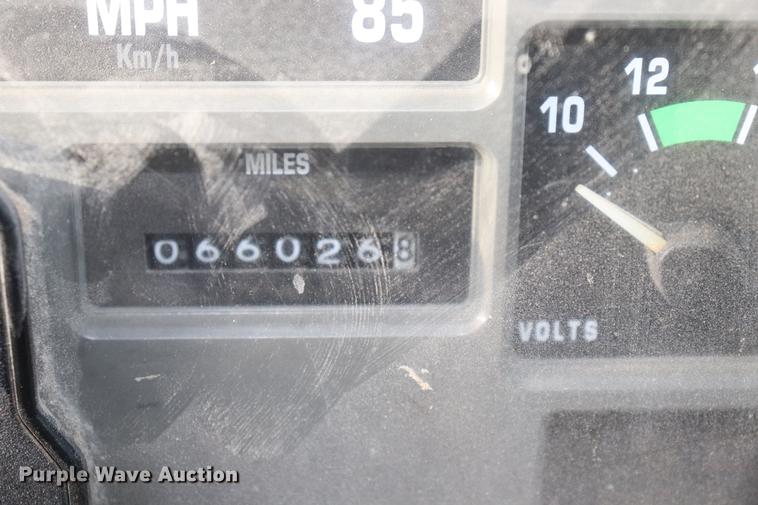 MPH 85
Km/h
12
10
MILES
0660268
VOLTS
Purple Wave Auction